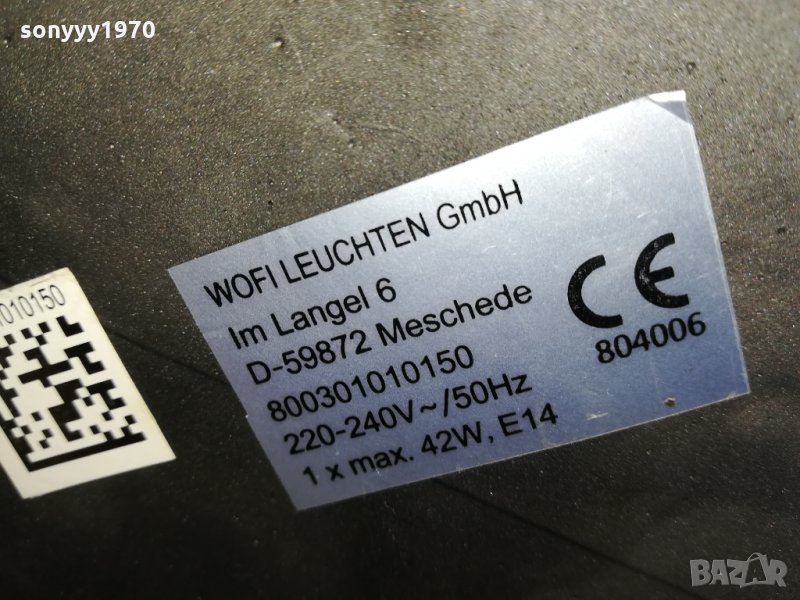 sonyyy1970
WOFI LEUCHTEN GmbH
Im Langel 6
D-59872 Meschede
800301010150
220-240V~/50Hz
1 x max. 42W, E14
CE
804006
1010150
BAZAR